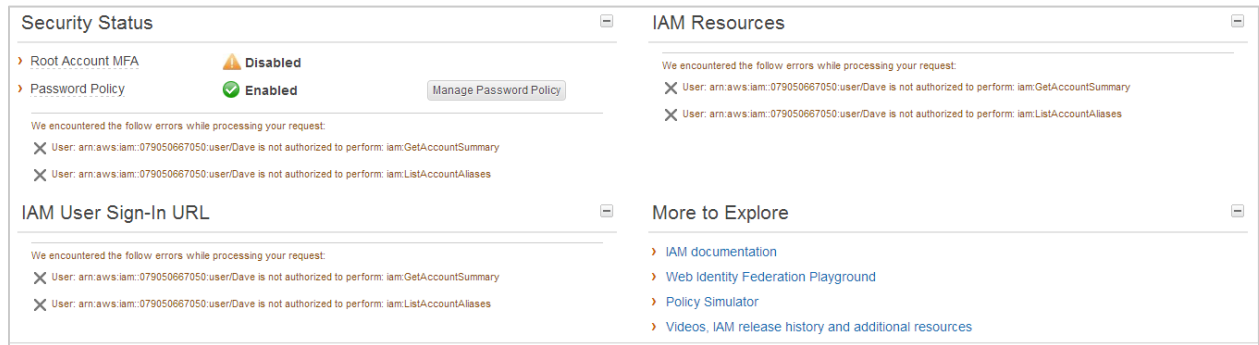 Security Status
Root Account MFA Disabled
Password Policy Enabled Manage Password Policy
We encountered the follow errors while processing your request:
User: arn:aws:iam::079050667050:user/Dave is not authorized to perform: iam:GetAccountSummary
User: arn:aws:iam::079050667050:user/Dave is not authorized to perform: iam:ListAccountAliases
IAM Resources
We encountered the follow errors while processing your request:
User: arn:aws:iam::079050667050:user/Dave is not authorized to perform: iam:GetAccountSummary
User: arn:aws:iam::079050667050:user/Dave is not authorized to perform: iam:ListAccountAliases
IAM User Sign-In URL
We encountered the follow errors while processing your request:
User: arn:aws:iam::079050667050:user/Dave is not authorized to perform: iam:GetAccountSummary
User: arn:aws:iam::079050667050:user/Dave is not authorized to perform: iam:ListAccountAliases
More to Explore
IAM documentation
Web Identity Federation Playground
Policy Simulator
Videos, IAM release history and additional resources